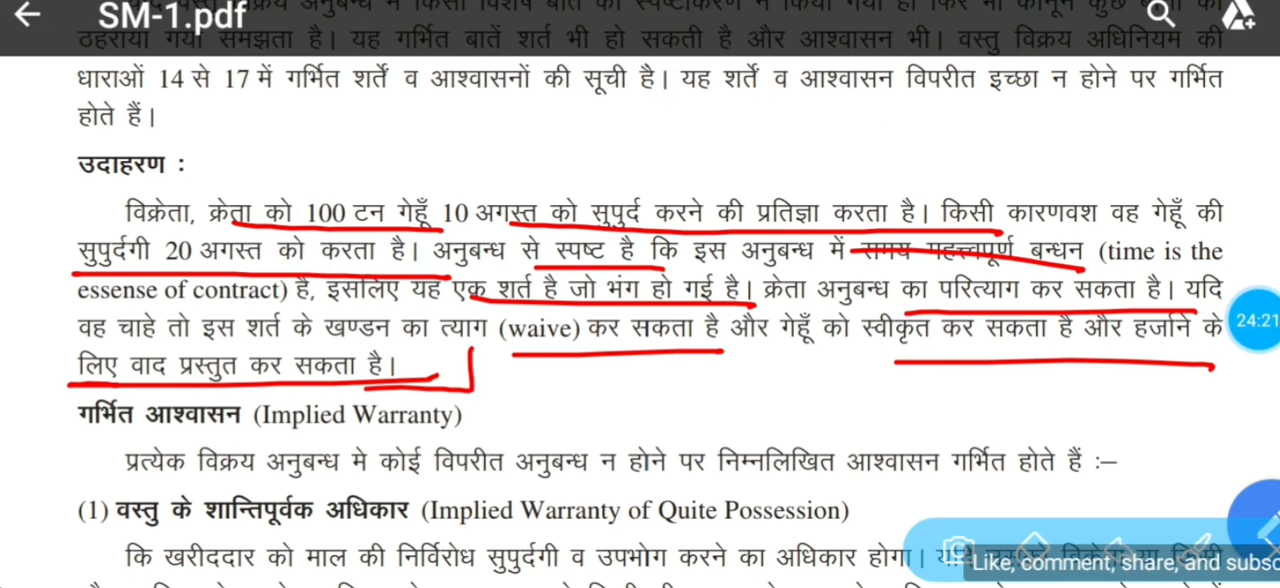 SM-1.pdf
ठहराया गया समझता है। यह गर्भित बातें शर्त भी हो सकती है और आश्वासन भी। वस्तु विक्रय अधिनियम की
धाराओं 14 से 17 में गर्भित शर्तें व आश्वासनों की सूची है। यह शर्ते व आश्वासन विपरीत इच्छा न होने पर गर्भित
होते हैं।
उदाहरण :
विक्रेता, क्रेता को 100 टन गेहूँ 10 अगस्त को सुपुर्द करने की प्रतिज्ञा करता है। किसी कारणवश वह गेहूँ की
सुपुर्दगी 20 अगस्त को करता है। अनुबन्ध से स्पष्ट है कि इस अनुबन्ध में समय महत्त्वपूर्ण बन्धन (time is the
essense of contract) है, इसलिए यह एक शर्त है जो भंग हो गई है। क्रेता अनुबन्ध का परित्याग कर सकता है। यदि
वह चाहे तो इस शर्त के खण्डन का त्याग (waive) कर सकता है और गेहूँ को स्वीकृत कर सकता है और हर्जाने के
लिए वाद प्रस्तुत कर सकता है।
24:21
गर्भित आश्वासन (Implied Warranty)
प्रत्येक विक्रय अनुबन्ध मे कोई विपरीत अनुबन्ध न होने पर निम्नलिखित आश्वासन गर्भित होते हैं :–
(1) वस्तु के शान्तिपूर्वक अधिकार (Implied Warranty of Quite Possession)
कि खरीददार को माल की निर्विरोध सुपुर्दगी व उपभोग करने का अधिकार होगा।
Like, comment, share, and subsc